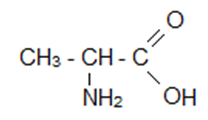 O
CH₃ - CH - C
NH₂
OH